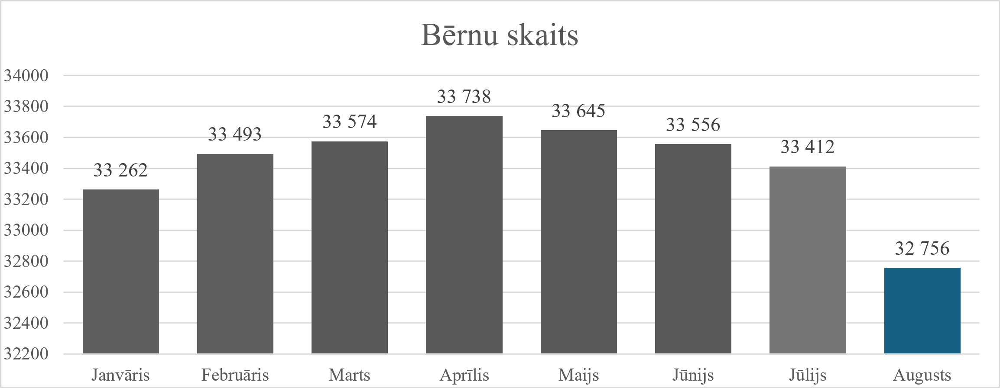 Bērnu skaits
34000
33800
33600
33400
33200
33000
32800
32600
32400
32200
33 262
33 493
33 574
33 738
33 645
33 556
33 412
32 756
Janvāris
Februāris
Marts
Aprīlis
Maijs
Jūnijs
Jūlijs
Augusts